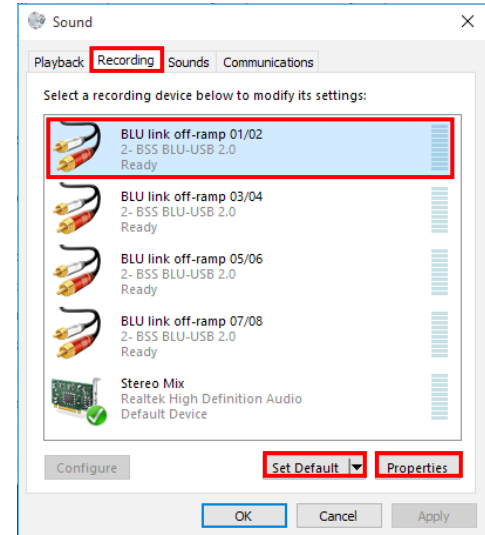 Sound
Playback Recording Sounds Communications
Select a recording device below to modify its settings:
BLU link off-ramp 01/02
2- BSS BLU-USB 2.0
Ready
BLU link off-ramp 03/04
2- BSS BLU-USB 2.0
Ready
BLU link off-ramp 05/06
2- BSS BLU-USB 2.0
Ready
BLU link off-ramp 07/08
2- BSS BLU-USB 2.0
Ready
Stereo Mix
Realtek High Definition Audio
Default Device
Configure Set Default Properties
OK Cancel Apply